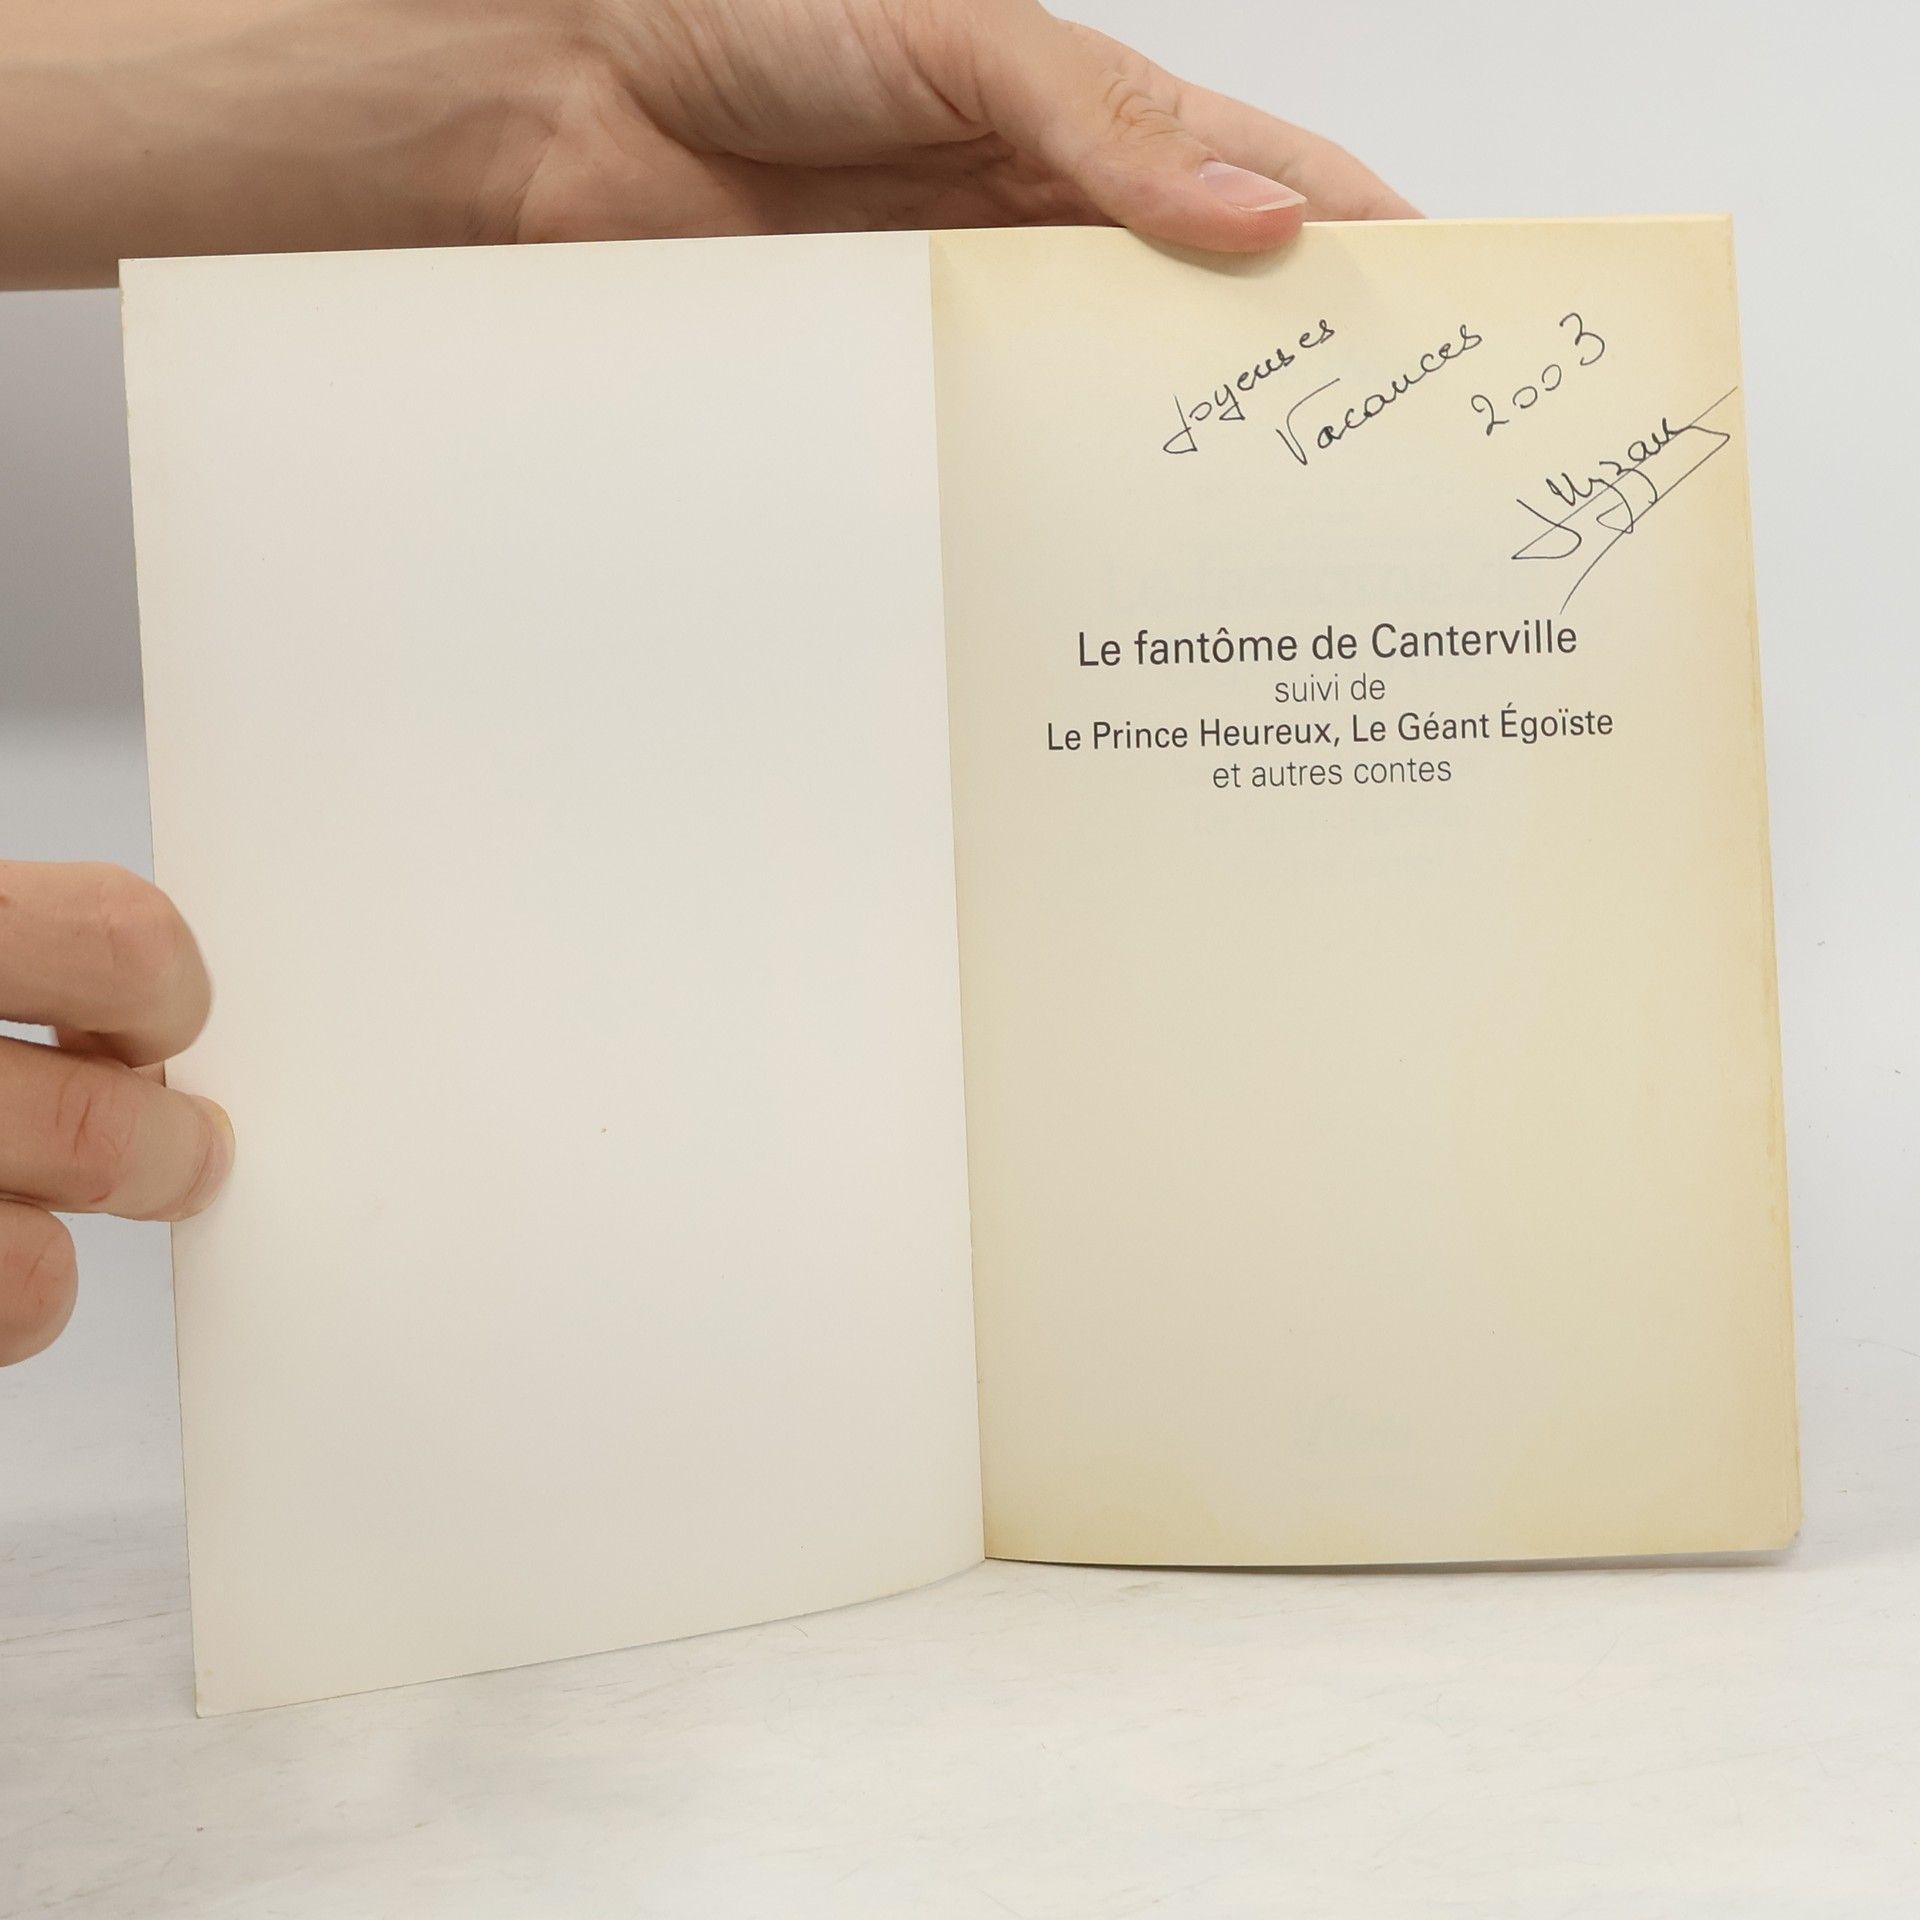 Joyeuses
Vacances
2003
Le fantôme de Canterville
suivi de
Le Prince Heureux, Le Géant Égoïste
et autres contes